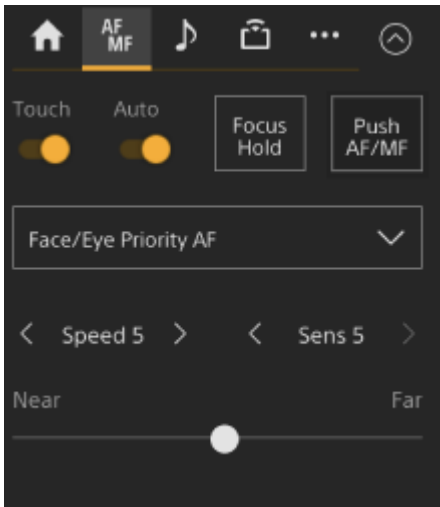 AF
MF
Touch Auto
Focus
Hold
Push
AF/MF
Face/Eye Priority AF
Speed 5 Sens 5
Near Far